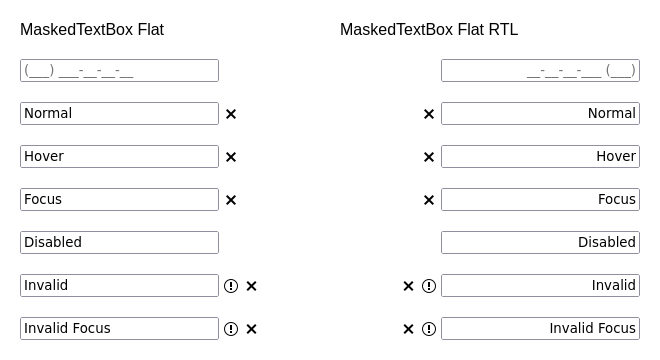 MaskedTextBox Flat
MaskedTextBox Flat RTL
(___) ___-__-__-__
__-__-__-___ (___)
Normal
Normal
Hover
Hover
Focus
Focus
Disabled
Disabled
Invalid
Invalid
Invalid Focus
Invalid Focus